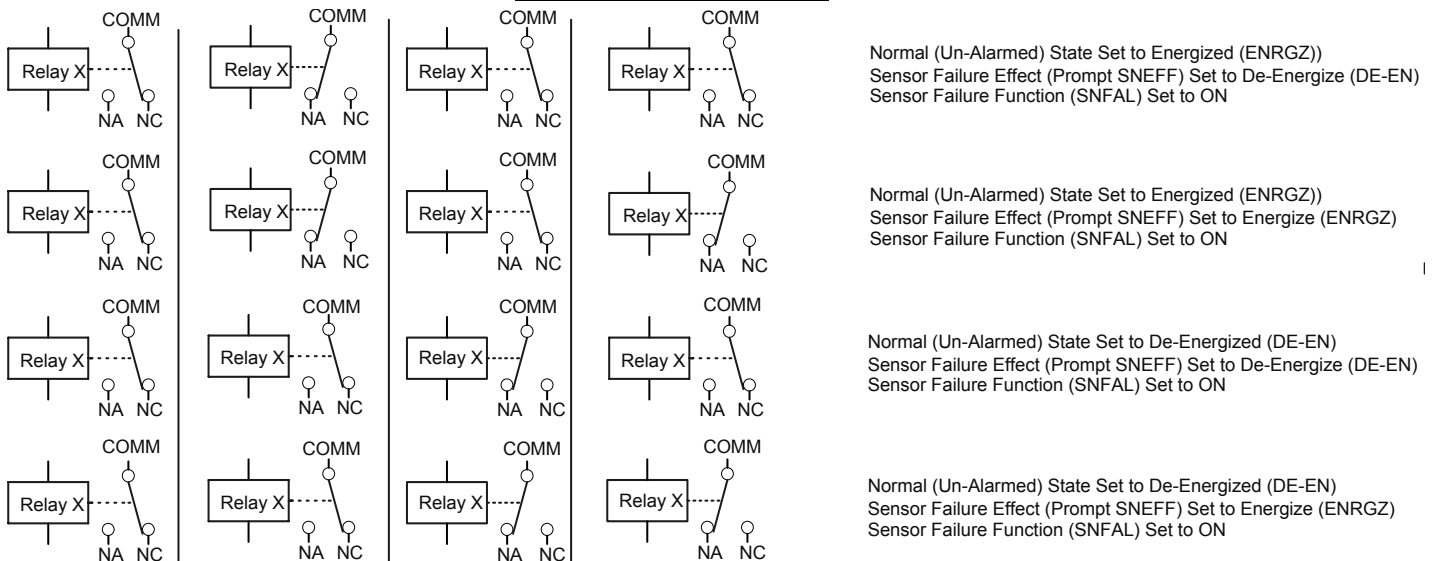 COMM COMM COMM COMM
Relay X Relay X Relay X Relay X
NA NC NA NC NA NC NA NC
Normal (Un-Alarmed) State Set to Energized (ENRGZ))
Sensor Failure Effect (Prompt SNEFF) Set to De-Energize (DE-EN)
Sensor Failure Function (SNFAL) Set to ON
COMM COMM COMM COMM
Relay X Relay X Relay X Relay X
NA NC NA NC NA NC NA NC
Normal (Un-Alarmed) State Set to Energized (ENRGZ))
Sensor Failure Effect (Prompt SNEFF) Set to Energize (ENRGZ)
Sensor Failure Function (SNFAL) Set to ON
COMM COMM COMM COMM
Relay X Relay X Relay X Relay X
NA NC NA NC NA NC NA NC
Normal (Un-Alarmed) State Set to De-Energized (DE-EN)
Sensor Failure Effect (Prompt SNEFF) Set to De-Energize (DE-EN)
Sensor Failure Function (SNFAL) Set to ON
COMM COMM COMM COMM
Relay X Relay X Relay X Relay X
NA NC NA NC NA NC NA NC
Normal (Un-Alarmed) State Set to De-Energized (DE-EN)
Sensor Failure Effect (Prompt SNEFF) Set to Energize (ENRGZ)
Sensor Failure Function (SNFAL) Set to ON